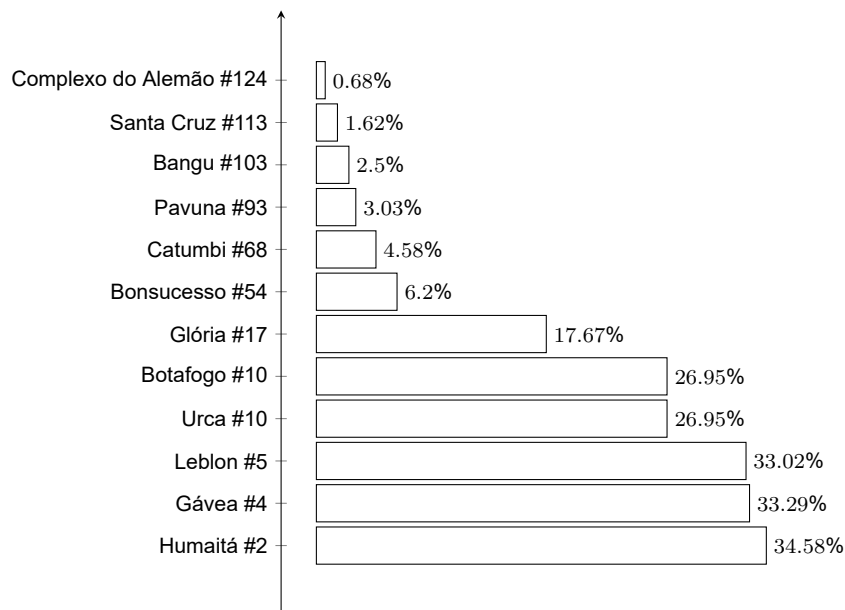 Complexo do Alemão #124 0.68%
Santa Cruz #113 1.62%
Bangu #103 2.5%
Pavuna #93 3.03%
Catumbi #68 4.58%
Bonsucesso #54 6.2%
Glória #17 17.67%
Botafogo #10 26.95%
Urca #10 26.95%
Leblon #5 33.02%
Gávea #4 33.29%
Humaitá #2 34.58%